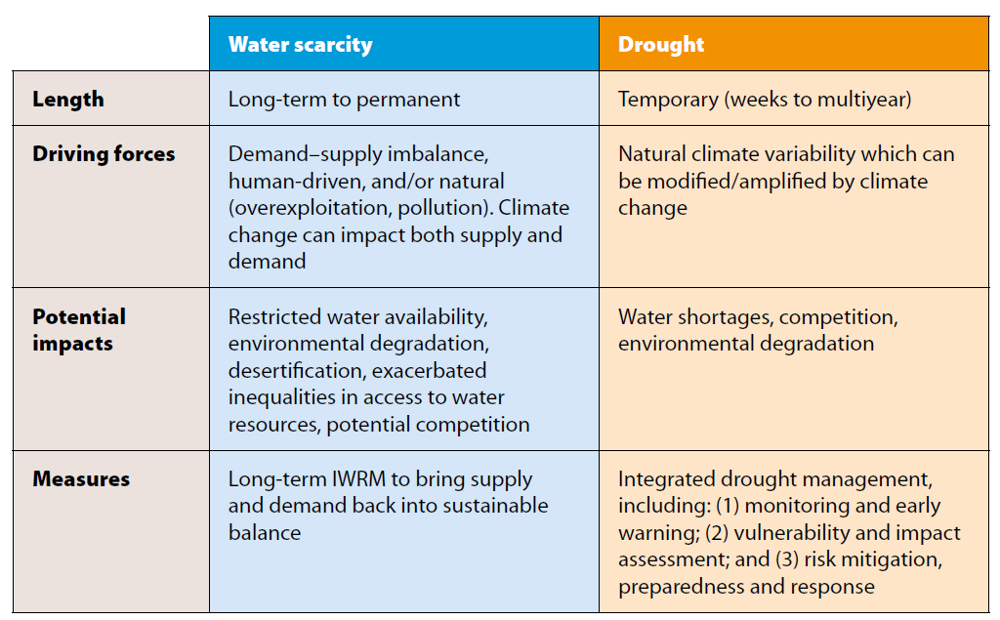 Water scarcity
Drought
Length
Long-term to permanent
Temporary (weeks to multiyear)
Driving forces
Demand–supply imbalance,
human-driven, and/or natural
(overexploitation, pollution). Climate
change can impact both supply and
demand
Natural climate variability which can
be modified/amplified by climate
change
Potential
impacts
Restricted water availability,
environmental degradation,
desertification, exacerbated
inequalities in access to water
resources, potential competition
Water shortages, competition,
environmental degradation
Measures
Long-term IWRM to bring supply
and demand back into sustainable
balance
Integrated drought management,
including: (1) monitoring and early
warning; (2) vulnerability and impact
assessment; and (3) risk mitigation,
preparedness and response